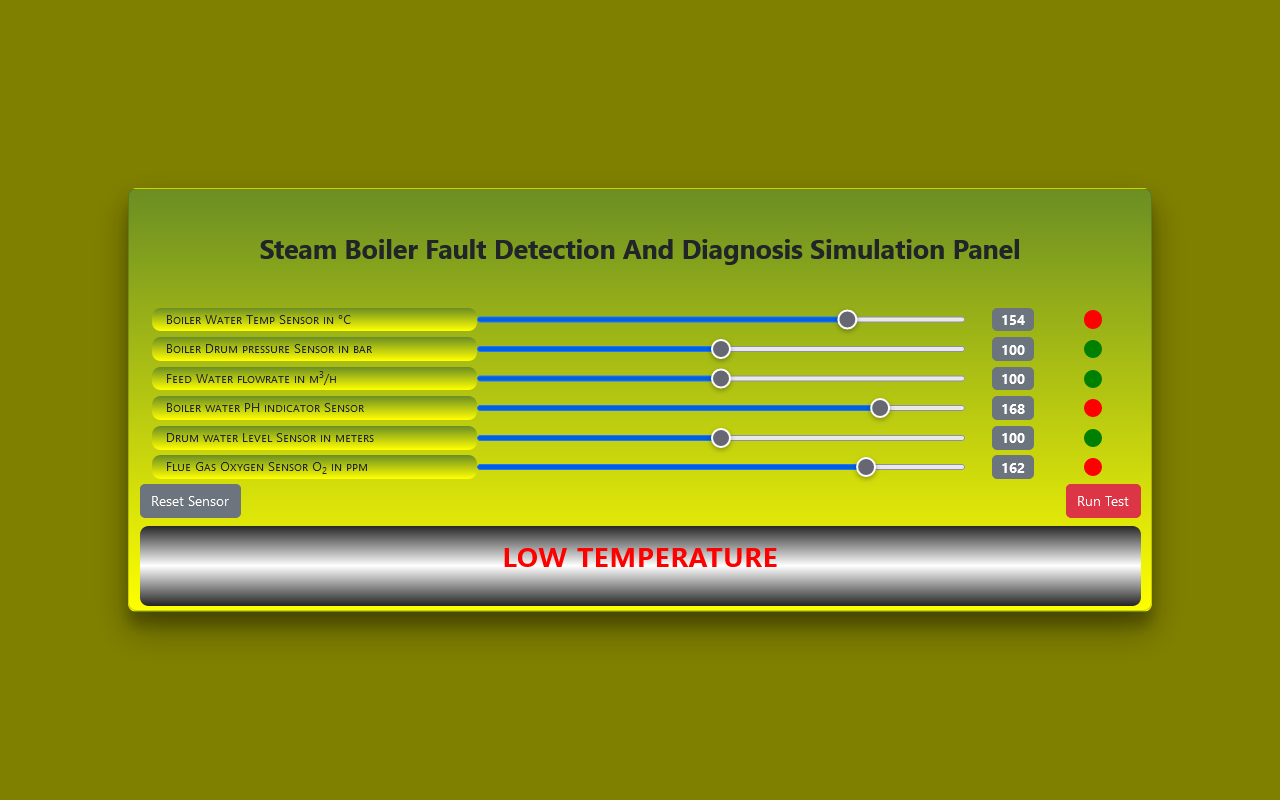 Steam Boiler Fault Detection And Diagnosis Simulation Panel
Boiler Water Temp Sensor in °C 154
Boiler Drum pressure Sensor in bar 100
Feed Water flowrate in m³/h 100
Boiler water PH indicator Sensor 168
Drum water Level Sensor in meters 100
Flue Gas Oxygen Sensor O₂ in ppm 162
Reset Sensor Run Test
LOW TEMPERATURE